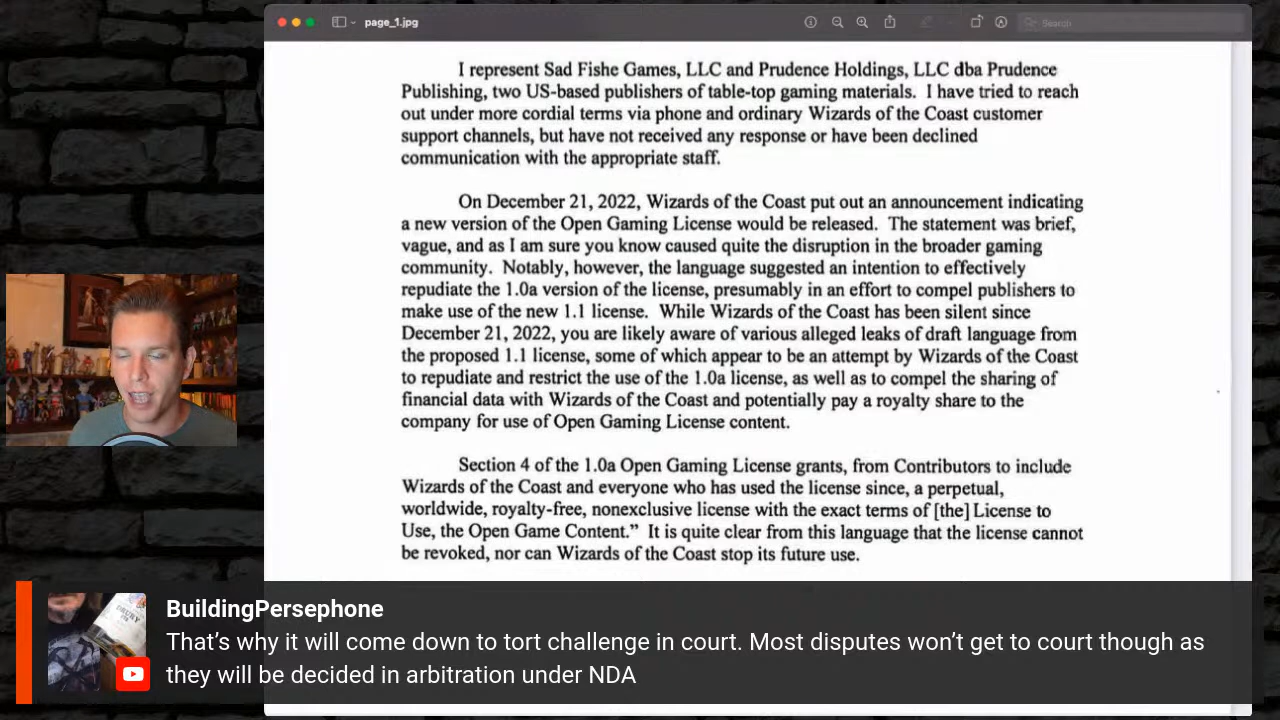 page_1.jpg
Search
I represent Sad Fishe Games, LLC and Prudence Holdings, LLC dba Prudence
Publishing, two US-based publishers of table-top gaming materials. I have tried to reach
out under more cordial terms via phone and ordinary Wizards of the Coast customer
support channels, but have not received any response or have been declined
communication with the appropriate staff.
On December 21, 2022, Wizards of the Coast put out an announcement indicating
a new version of the Open Gaming License would be released. The statement was brief,
vague, and as I am sure you know caused quite the disruption in the broader gaming
community. Notably, however, the language suggested an intention to effectively
repudiate the 1.0a version of the license, presumably in an effort to compel publishers to
make use of the new 1.1 license. While Wizards of the Coast has been silent since
December 21, 2022, you are likely aware of various alleged leaks of draft language from
the proposed 1.1 license, some of which appear to be an attempt by Wizards of the Coast
to repudiate and restrict the use of the 1.0a license, as well as to compel the sharing of
financial data with Wizards of the Coast and potentially pay a royalty share to the
company for use of Open Gaming License content.
Section 4 of the 1.0a Open Gaming License grants, from Contributors to include
Wizards of the Coast and everyone who has used the license since, a perpetual,
worldwide, royalty-free, nonexclusive license with the exact terms of [the] License to
Use, the Open Game Content.” It is quite clear from this language that the license cannot
be revoked, nor can Wizards of the Coast stop its future use.
BuildingPersephone
That’s why it will come down to tort challenge in court. Most disputes won’t get to court though as
they will be decided in arbitration under NDA